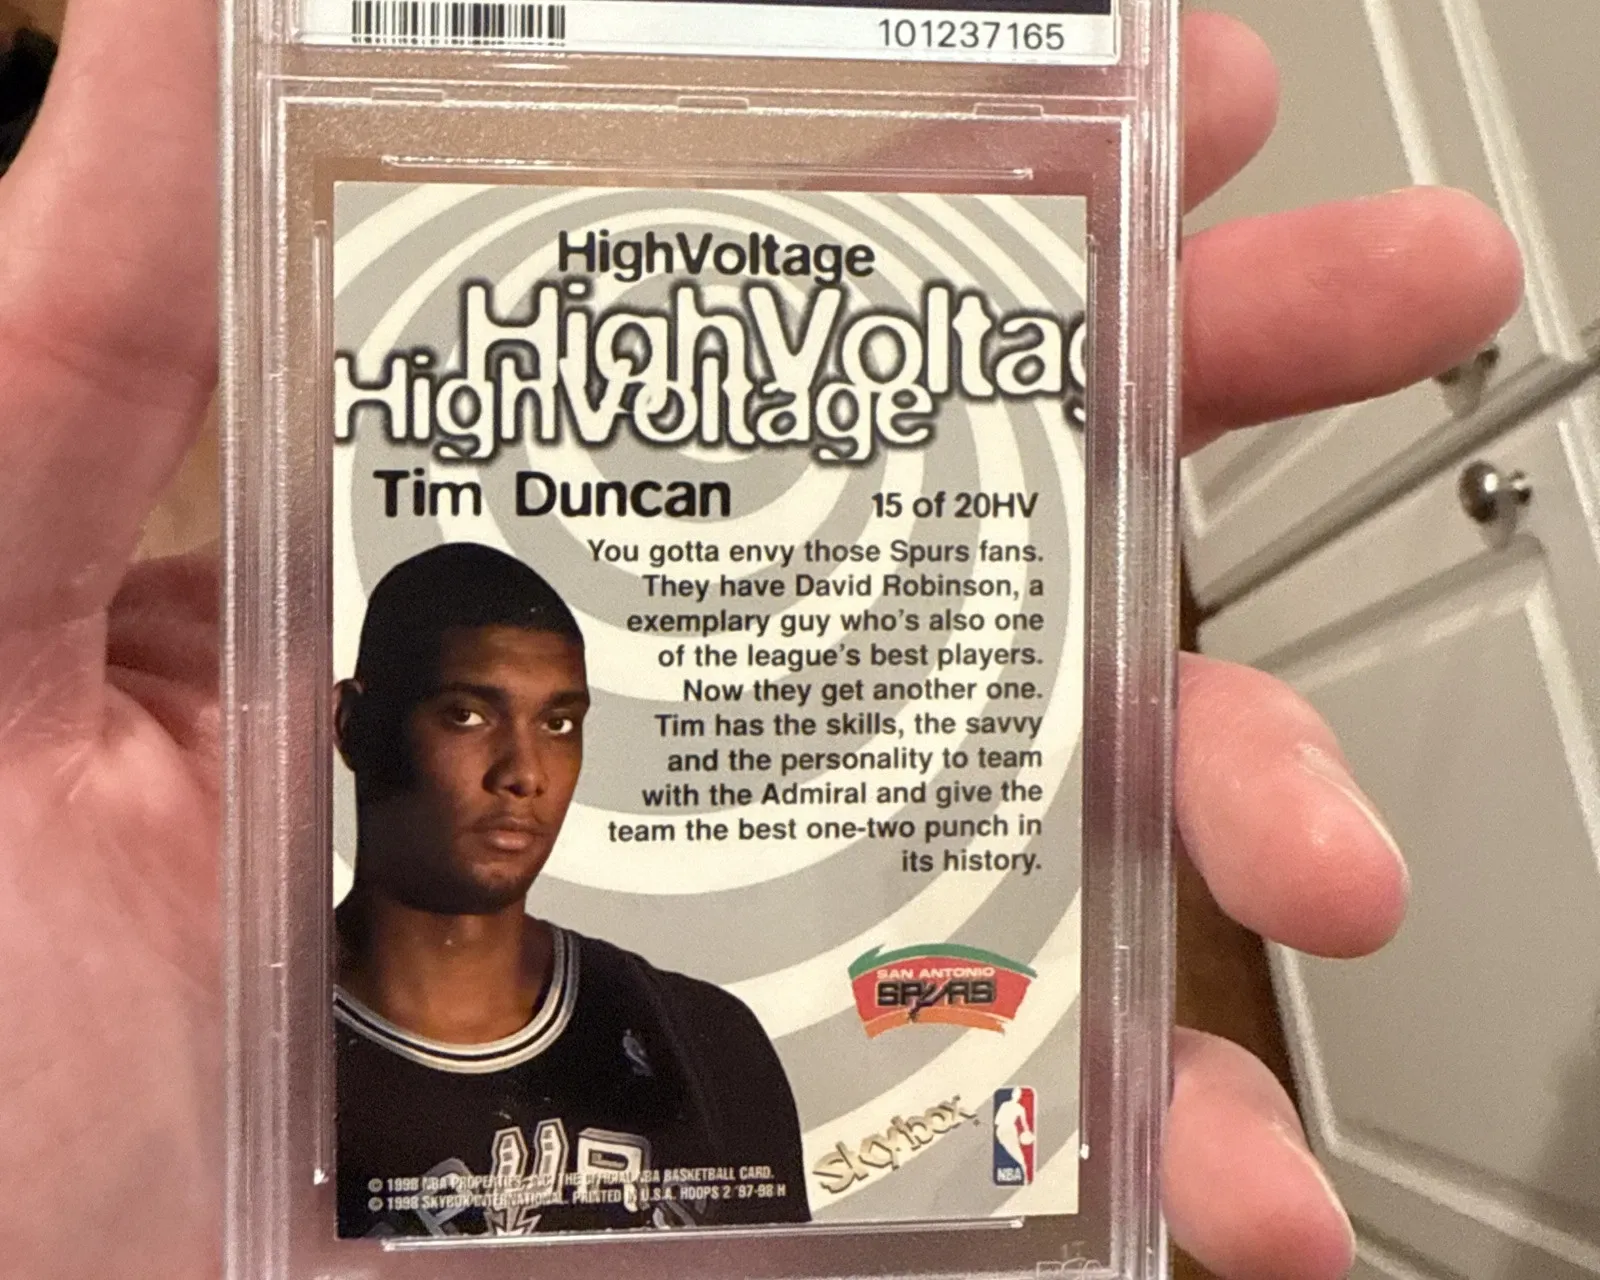 101237165
HighVoltage
HighVoltag
HighVoltage
Tim Duncan
15 of 20HV
You gotta envy those Spurs fans.
They have David Robinson, a
exemplary guy who's also one
of the league's best players.
Now they get another one.
Tim has the skills, the savvy
and the personality to team
with the Admiral and give the
team the best one-two punch in
its history.
SAN ANTONIO
SPURS
Skybox
NBA
© 1998 NBA PROPERTIES, INC. THE OFFICIAL NBA BASKETBALL CARD.
© 1998 SKYBOX INTERNATIONAL. PRINTED IN U.S.A. HOOPS 2 '97-98 H